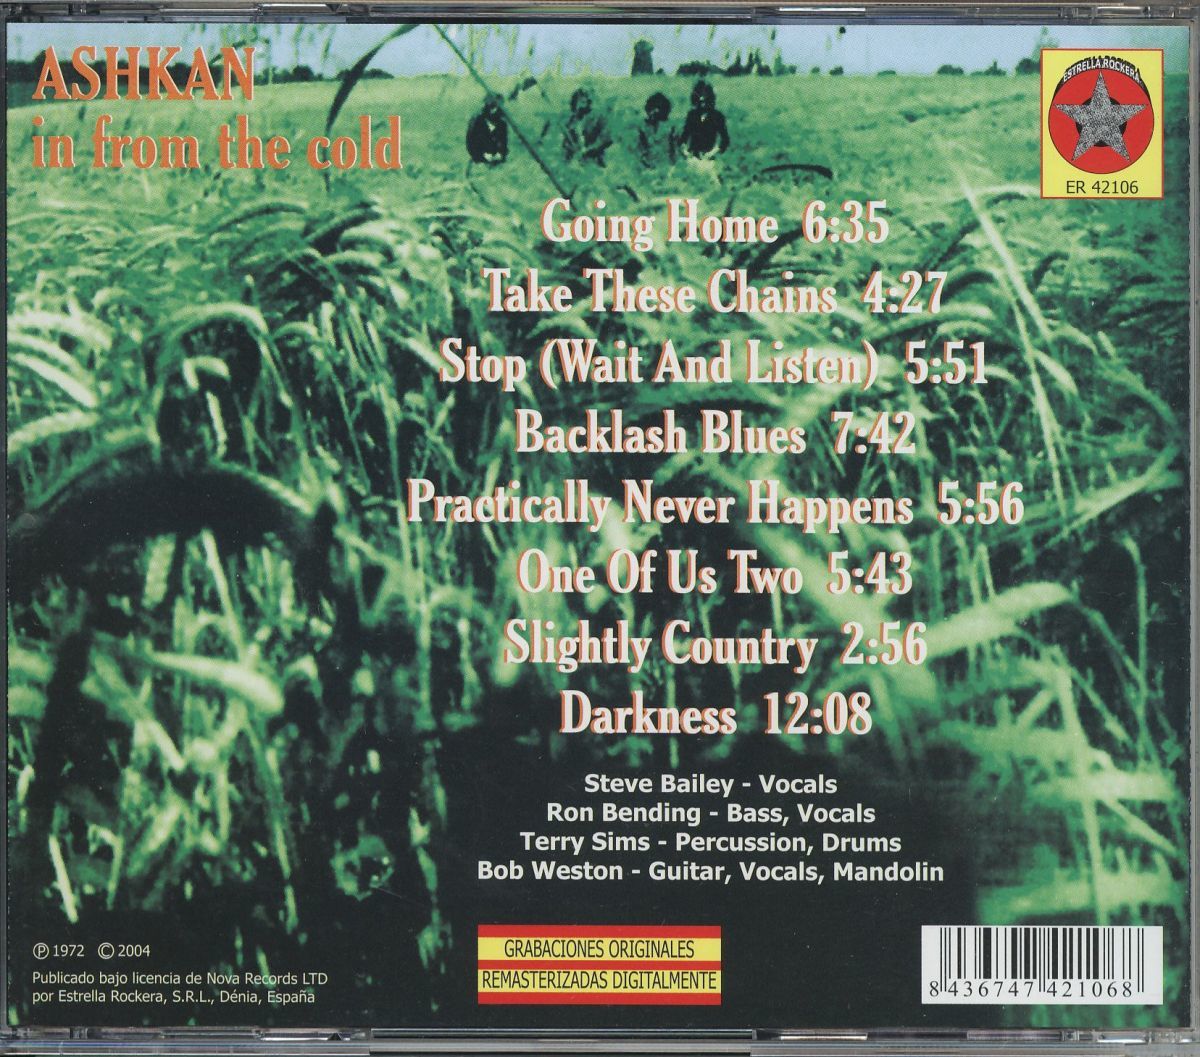 ASHKAN
in from the cold
ESTRELLA ROCKERA
ER 42106
Going Home 6:35
Take These Chains 4:27
Stop (Wait And Listen) 5:51
Backlash Blues 7:42
Practically Never Happens 5:56
One Of Us Two 5:43
Slightly Country 2:56
Darkness 12:08
Steve Bailey - Vocals
Ron Bending - Bass, Vocals
Terry Sims - Percussion, Drums
Bob Weston - Guitar, Vocals, Mandolin
℗ 1972 © 2004
Publicado bajo licencia de Nova Records LTD
por Estrella Rockera, S.R.L., Dénia, España
GRABACIONES ORIGINALES
REMASTERIZADAS DIGITALMENTE
8 436747 421068